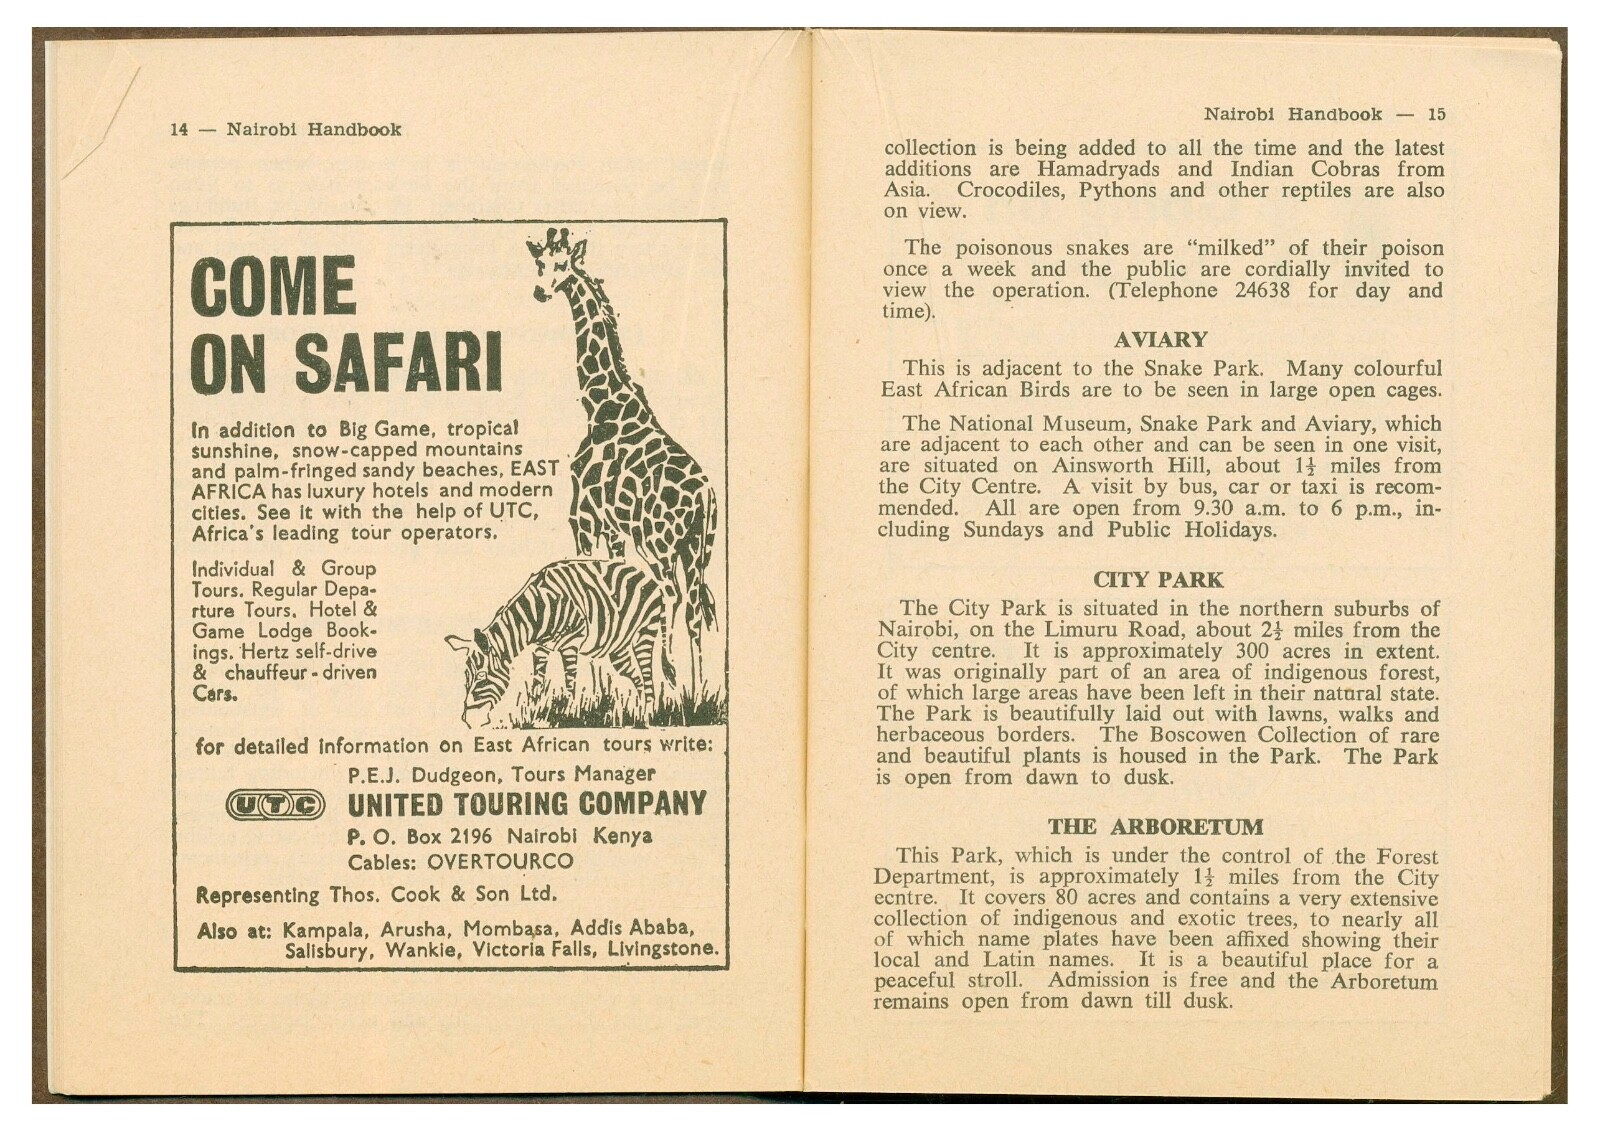 14 — Nairobi Handbook
COME
ON SAFARI
In addition to Big Game, tropical
sunshine, snow-capped mountains
and palm-fringed sandy beaches, EAST
AFRICA has luxury hotels and modern
cities. See it with the help of UTC,
Africa's leading tour operators.
Individual & Group
Tours. Regular Depa-
rture Tours. Hotel &
Game Lodge Book-
ings. Hertz self-drive
& chauffeur-driven
Cars.
for detailed information on East African tours write:
P.E.J. Dudgeon, Tours Manager
UTC UNITED TOURING COMPANY
P. O. Box 2196 Nairobi Kenya
Cables: OVERTOURCO
Representing Thos. Cook & Son Ltd.
Also at: Kampala, Arusha, Mombasa, Addis Ababa,
Salisbury, Wankie, Victoria Falls, Livingstone.
Nairobi Handbook — 15
collection is being added to all the time and the latest
additions are Hamadryads and Indian Cobras from
Asia. Crocodiles, Pythons and other reptiles are also
on view.
The poisonous snakes are “milked” of their poison
once a week and the public are cordially invited to
view the operation. (Telephone 24638 for day and
time).
AVIARY
This is adjacent to the Snake Park. Many colourful
East African Birds are to be seen in large open cages.
The National Museum, Snake Park and Aviary, which
are adjacent to each other and can be seen in one visit,
are situated on Ainsworth Hill, about 1½ miles from
the City Centre. A visit by bus, car or taxi is recom-
mended. All are open from 9.30 a.m. to 6 p.m., in-
cluding Sundays and Public Holidays.
CITY PARK
The City Park is situated in the northern suburbs of
Nairobi, on the Limuru Road, about 2½ miles from the
City centre. It is approximately 300 acres in extent.
It was originally part of an area of indigenous forest,
of which large areas have been left in their natural state.
The Park is beautifully laid out with lawns, walks and
herbaceous borders. The Boscowen Collection of rare
and beautiful plants is housed in the Park. The Park
is open from dawn to dusk.
THE ARBORETUM
This Park, which is under the control of the Forest
Department, is approximately 1½ miles from the City
ecntre. It covers 80 acres and contains a very extensive
collection of indigenous and exotic trees, to nearly all
of which name plates have been affixed showing their
local and Latin names. It is a beautiful place for a
peaceful stroll. Admission is free and the Arboretum
remains open from dawn till dusk.